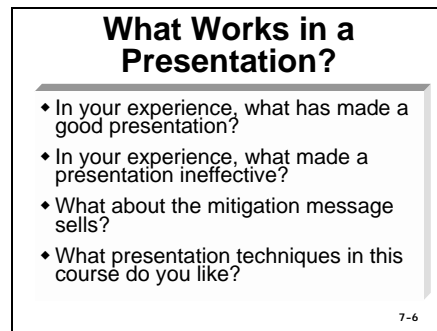 What Works in a
Presentation?
◆ In your experience, what has made a
good presentation?
◆ In your experience, what made a
presentation ineffective?
◆ What about the mitigation message
sells?
◆ What presentation techniques in this
course do you like?
7-6